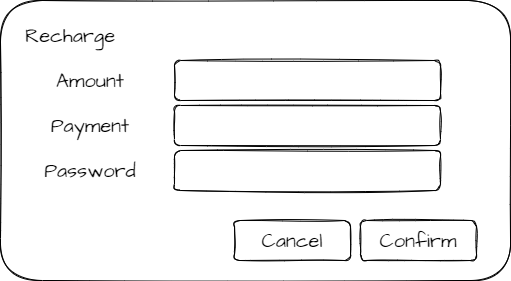 Recharge
Amount
Payment
Password
Cancel Confirm